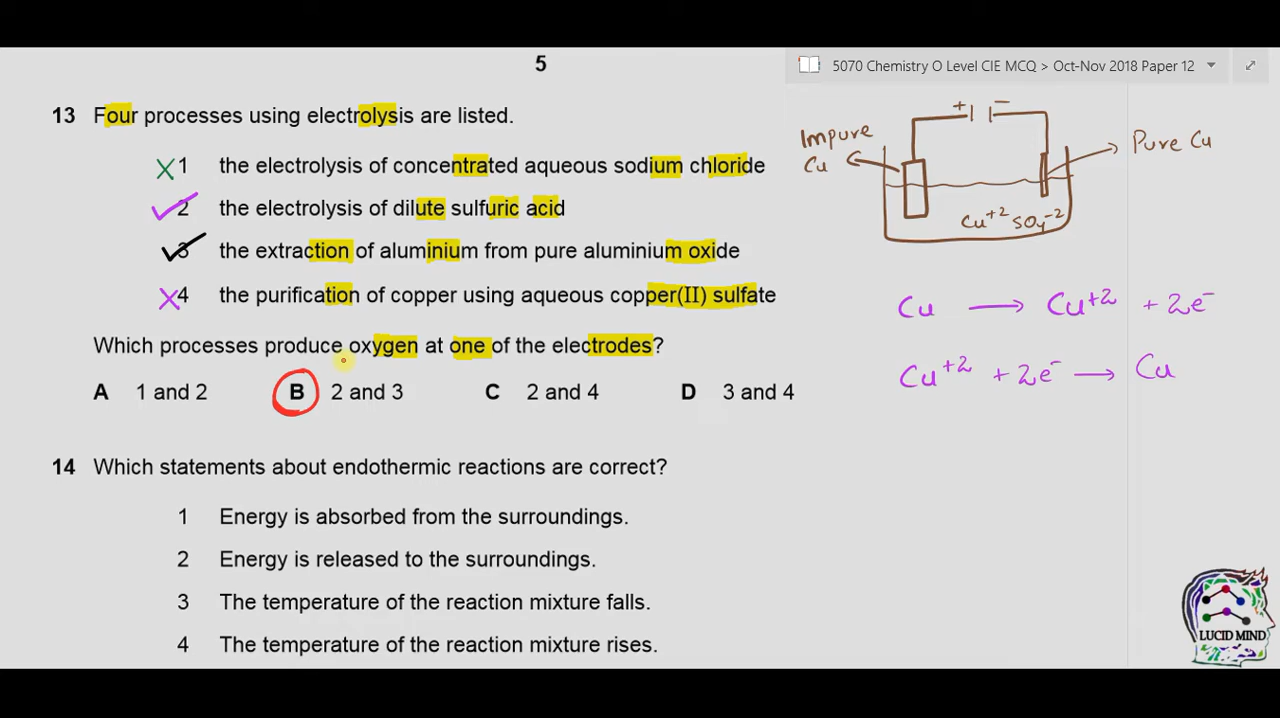 5
5070 Chemistry O Level CIE MCQ > Oct-Nov 2018 Paper 12
13 Four processes using electrolysis are listed.
X 1 the electrolysis of concentrated aqueous sodium chloride
✓ 2 the electrolysis of dilute sulfuric acid
✓ 3 the extraction of aluminium from pure aluminium oxide
X 4 the purification of copper using aqueous copper(II) sulfate
Which processes produce oxygen at one of the electrodes?
A 1 and 2 B 2 and 3 C 2 and 4 D 3 and 4
14 Which statements about endothermic reactions are correct?
1 Energy is absorbed from the surroundings.
2 Energy is released to the surroundings.
3 The temperature of the reaction mixture falls.
4 The temperature of the reaction mixture rises.
+ −
Impure
Cu
Pure Cu
Cu+2 SO4-2
Cu ⟶ Cu+2 + 2e-
Cu+2 + 2e- ⟶ Cu
LUCID MIND